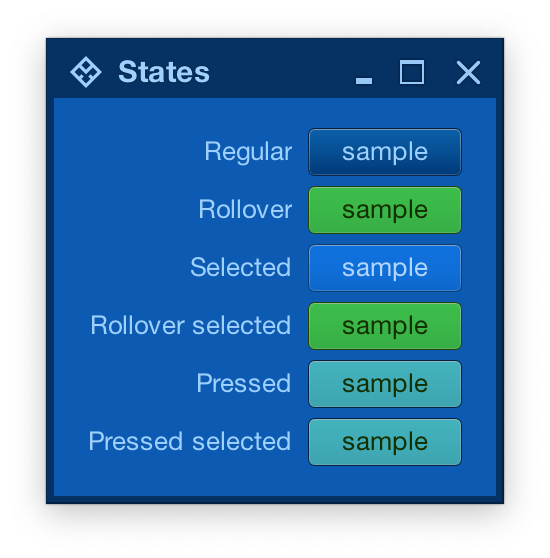 States
Regular sample
Rollover sample
Selected sample
Rollover selected sample
Pressed sample
Pressed selected sample